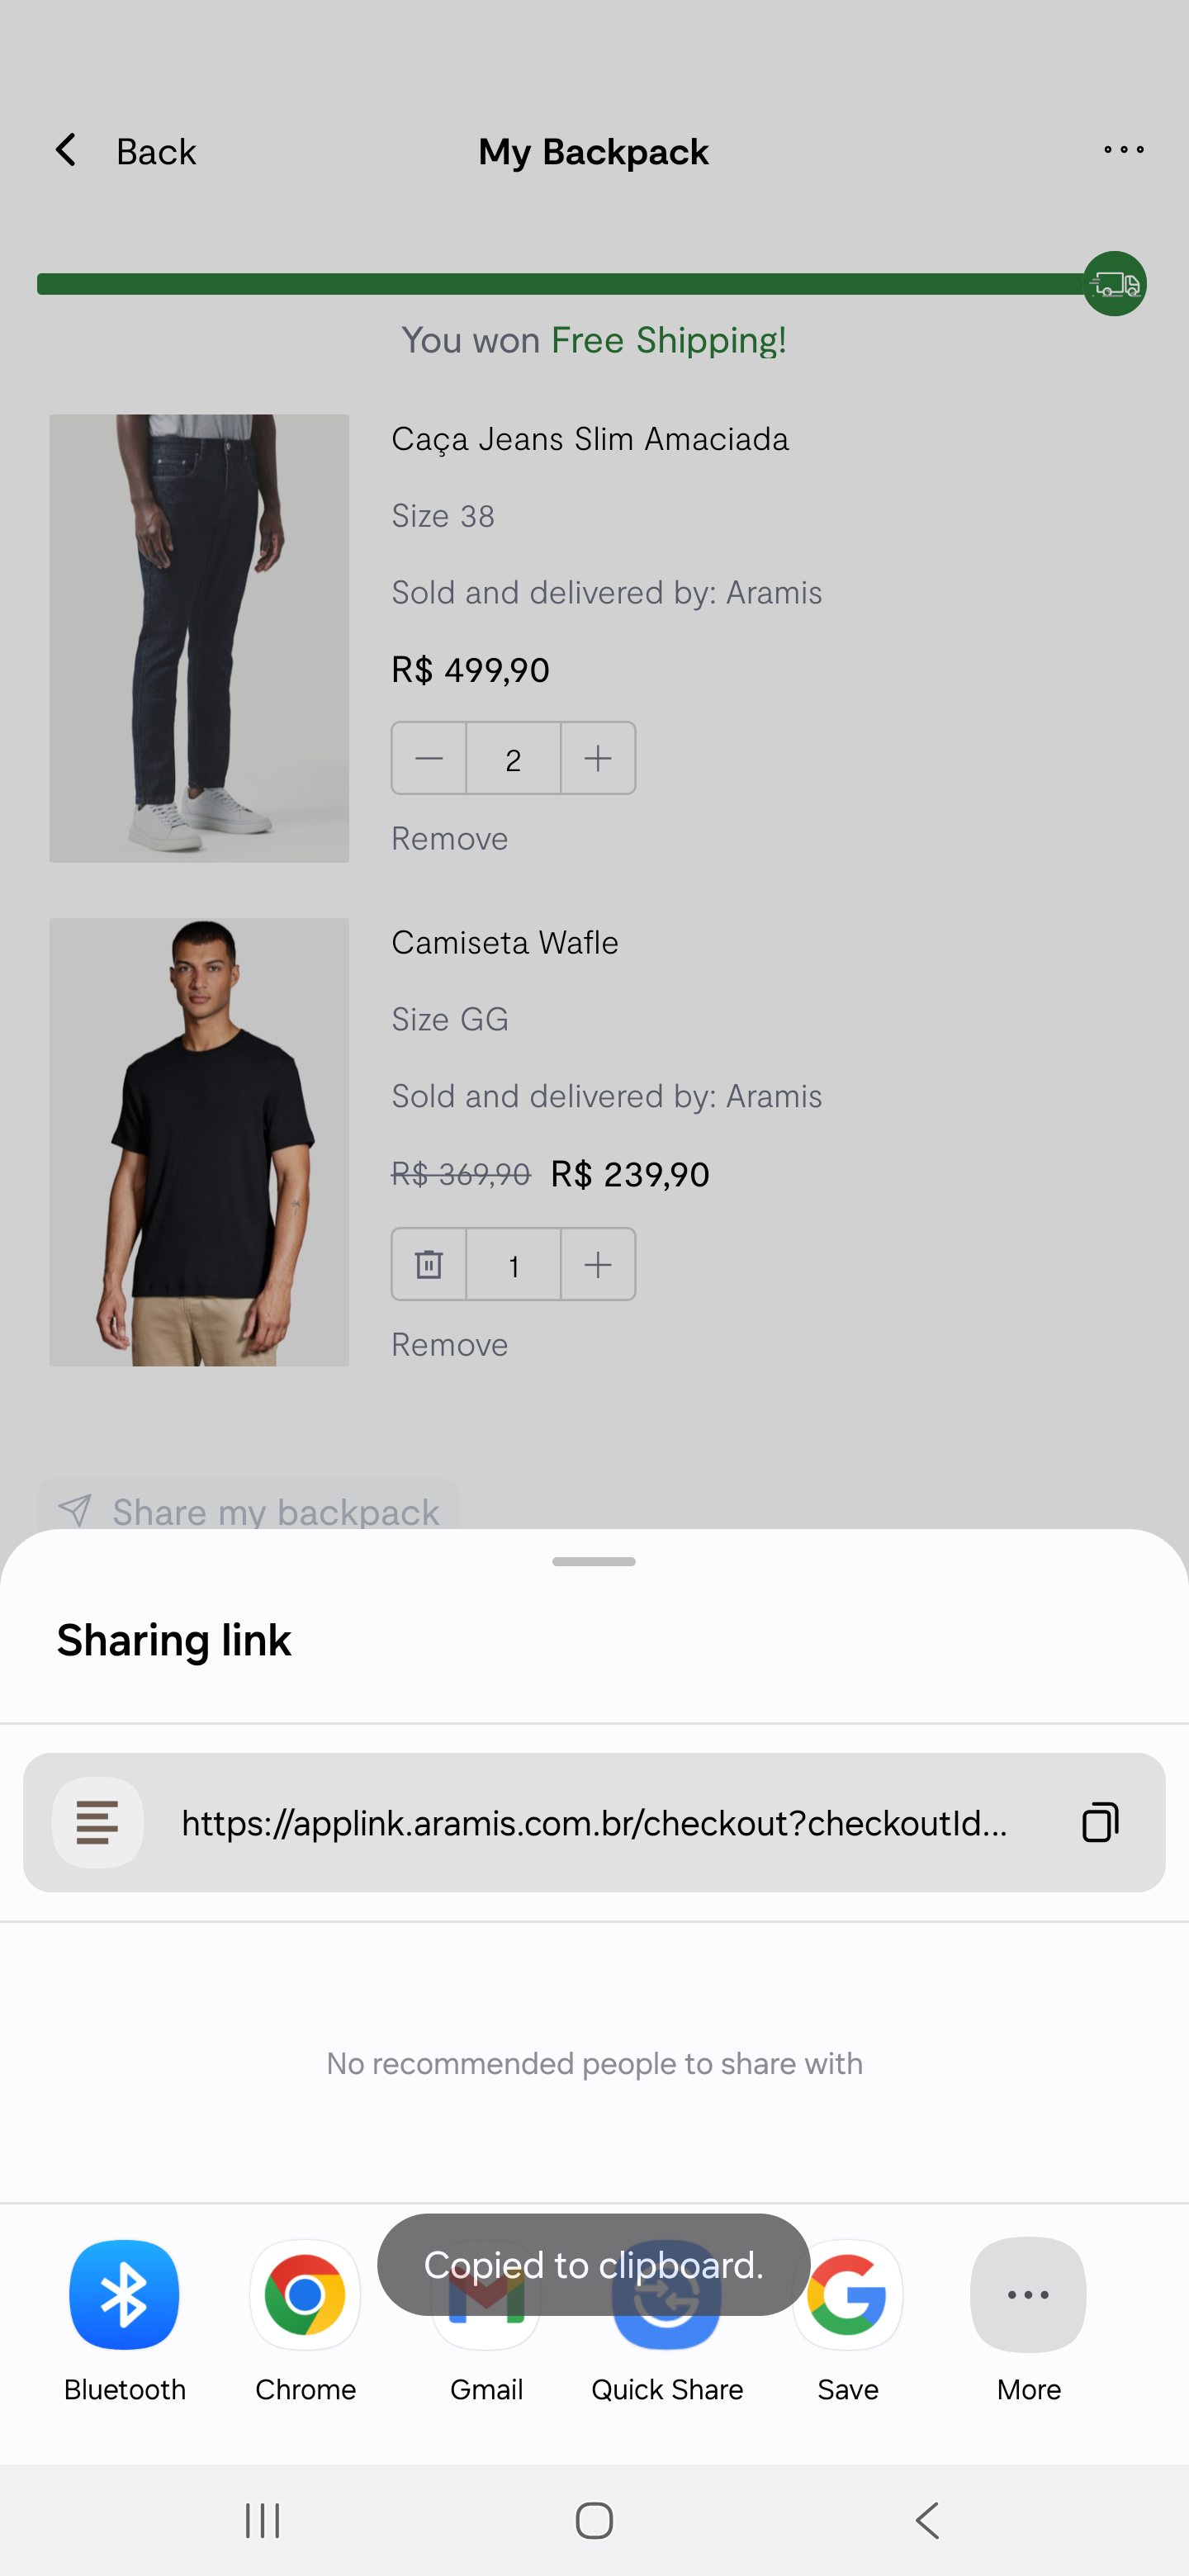 Back
My Backpack
You won Free Shipping!
Caça Jeans Slim Amaciada
Size 38
Sold and delivered by: Aramis
R$ 499,90
2
Remove
Camiseta Wafle
Size GG
Sold and delivered by: Aramis
R$ 369,90 R$ 239,90
1
Remove
Share my backpack
Sharing link
https://applink.aramis.com.br/checkout?checkoutId...
No recommended people to share with
Copied to clipboard.
Bluetooth
Chrome
Gmail
Quick Share
Save
More